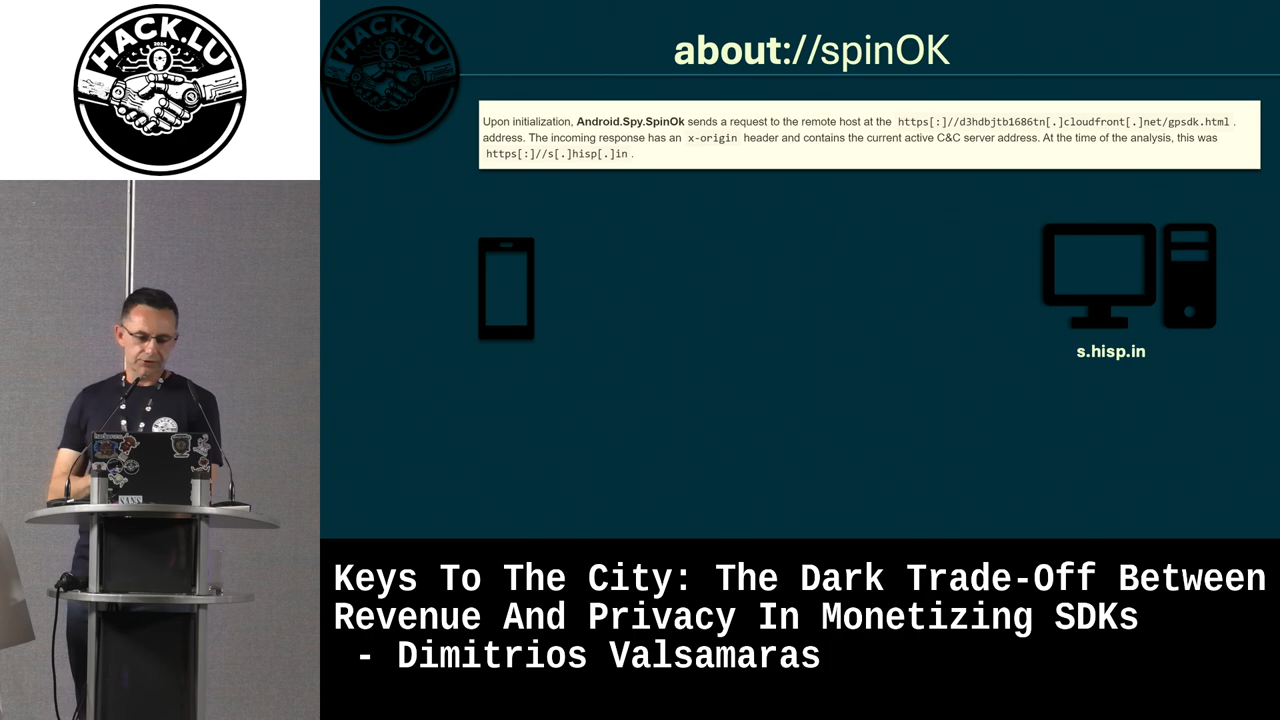 HACK.LU
2024
about://spinOK
Upon initialization, Android.Spy.SpinOk sends a request to the remote host at the https[:]//d3hdbjtb1686tn[.]cloudfront[.]net/gpsdk.html .
address. The incoming response has an x-origin header and contains the current active C&C server address. At the time of the analysis, this was
https[:]//s[.]hisp[.]in .
s.hisp.in
SANS
Keys To The City: The Dark Trade-Off Between
Revenue And Privacy In Monetizing SDKs
- Dimitrios Valsamaras